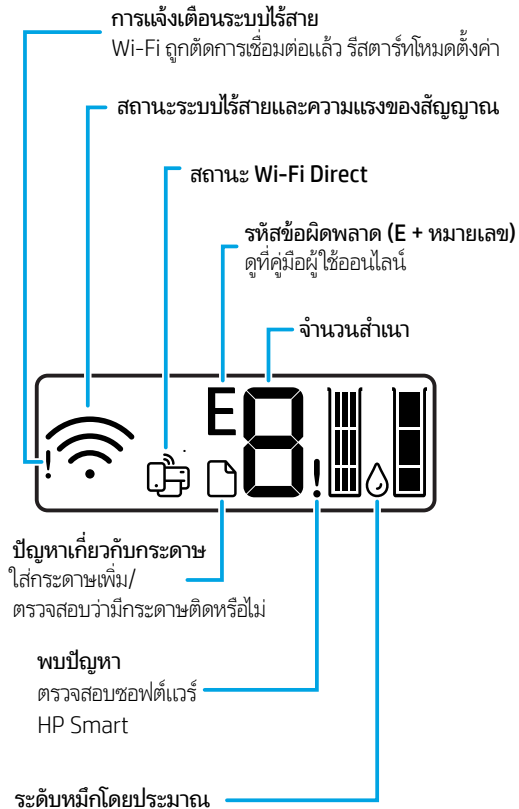 การแจ้งเตือนระบบไร้สาย
Wi-Fi ถูกตัดการเชื่อมต่อแล้ว รีสตาร์ทโหมดตั้งค่า
สถานะระบบไร้สายและความแรงของสัญญาณ
สถานะ Wi-Fi Direct
รหัสข้อผิดพลาด (E + หมายเลข)
ดูที่คู่มือผู้ใช้ออนไลน์
จำนวนสำเนา
E 8
! !
ปัญหาเกี่ยวกับกระดาษ
ใส่กระดาษเพิ่ม/
ตรวจสอบว่ามีกระดาษติดหรือไม่
พบปัญหา
ตรวจสอบซอฟต์แวร์
HP Smart
ระดับหมึกโดยประมาณ